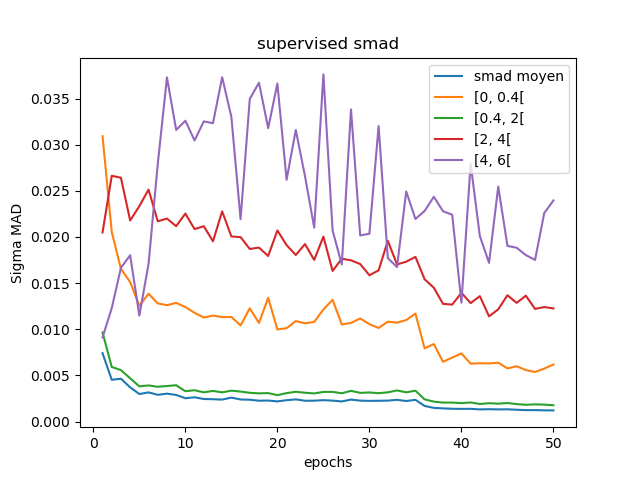 supervised smad
smad moyen
[0, 0.4[
[0.4, 2[
[2, 4[
[4, 6[
Sigma MAD
0.035
0.030
0.025
0.020
0.015
0.010
0.005
0.000
0 10 20 30 40 50
epochs